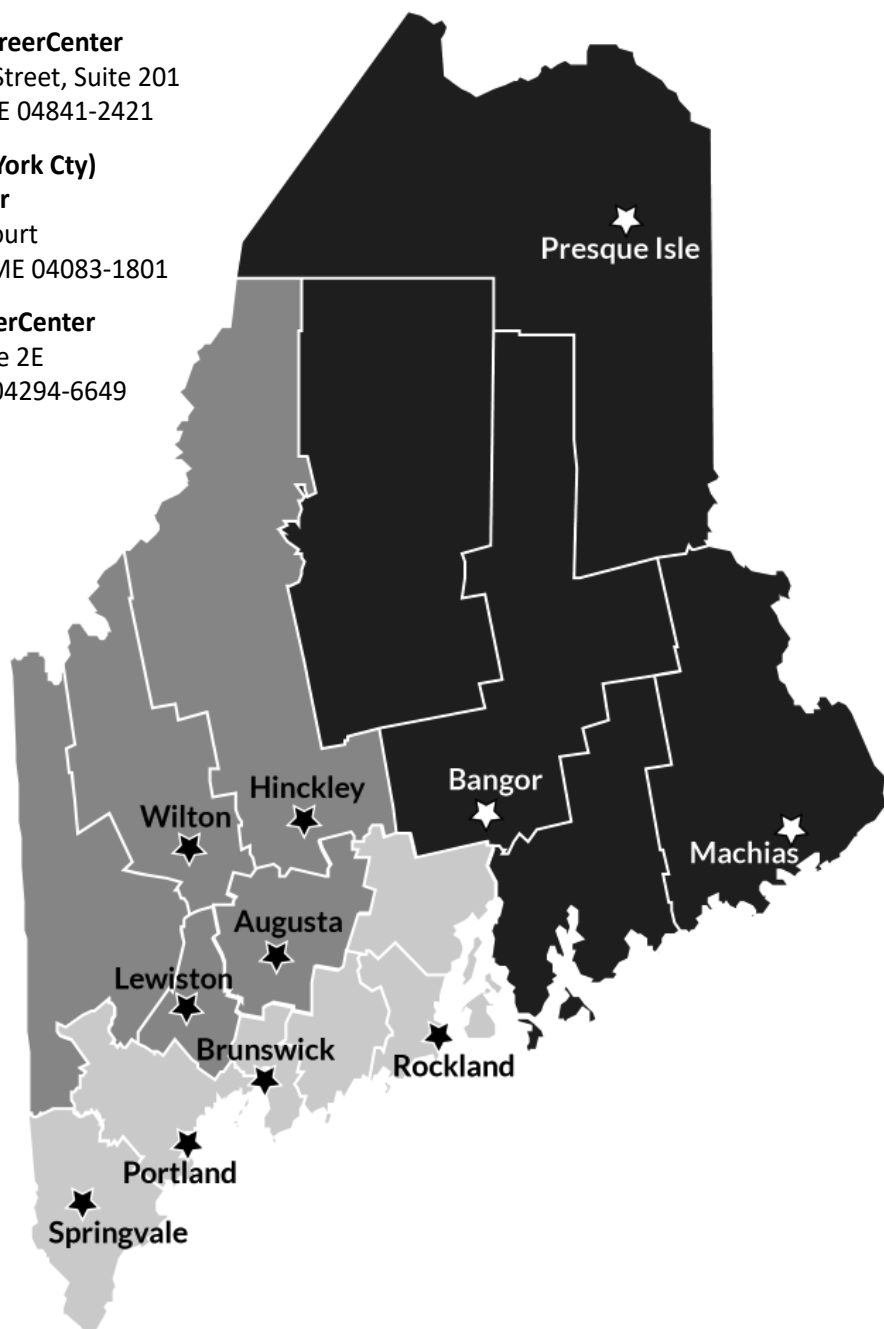 reerCenter
Street, Suite 201
E 04841-2421
York Cty)
r
ourt
ME 04083-1801
erCenter
e 2E
04294-6649
Presque Isle
Bangor
Hinckley
Wilton
Machias
Augusta
Lewiston
Brunswick
Rockland
Portland
Springvale